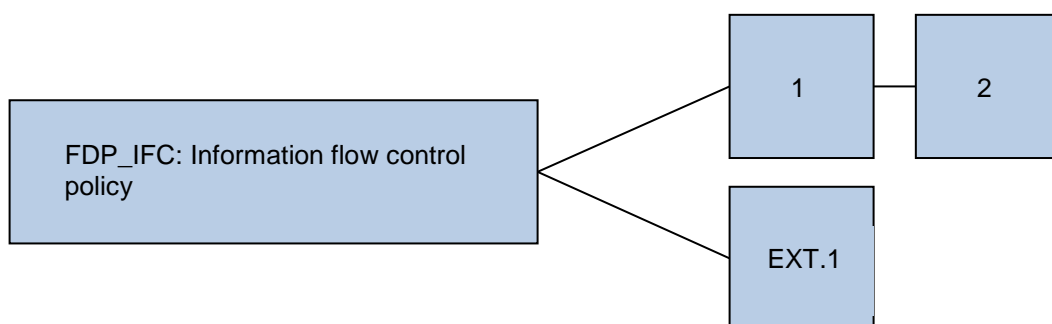 FDP_IFC: Information flow control
policy
1
2
EXT.1